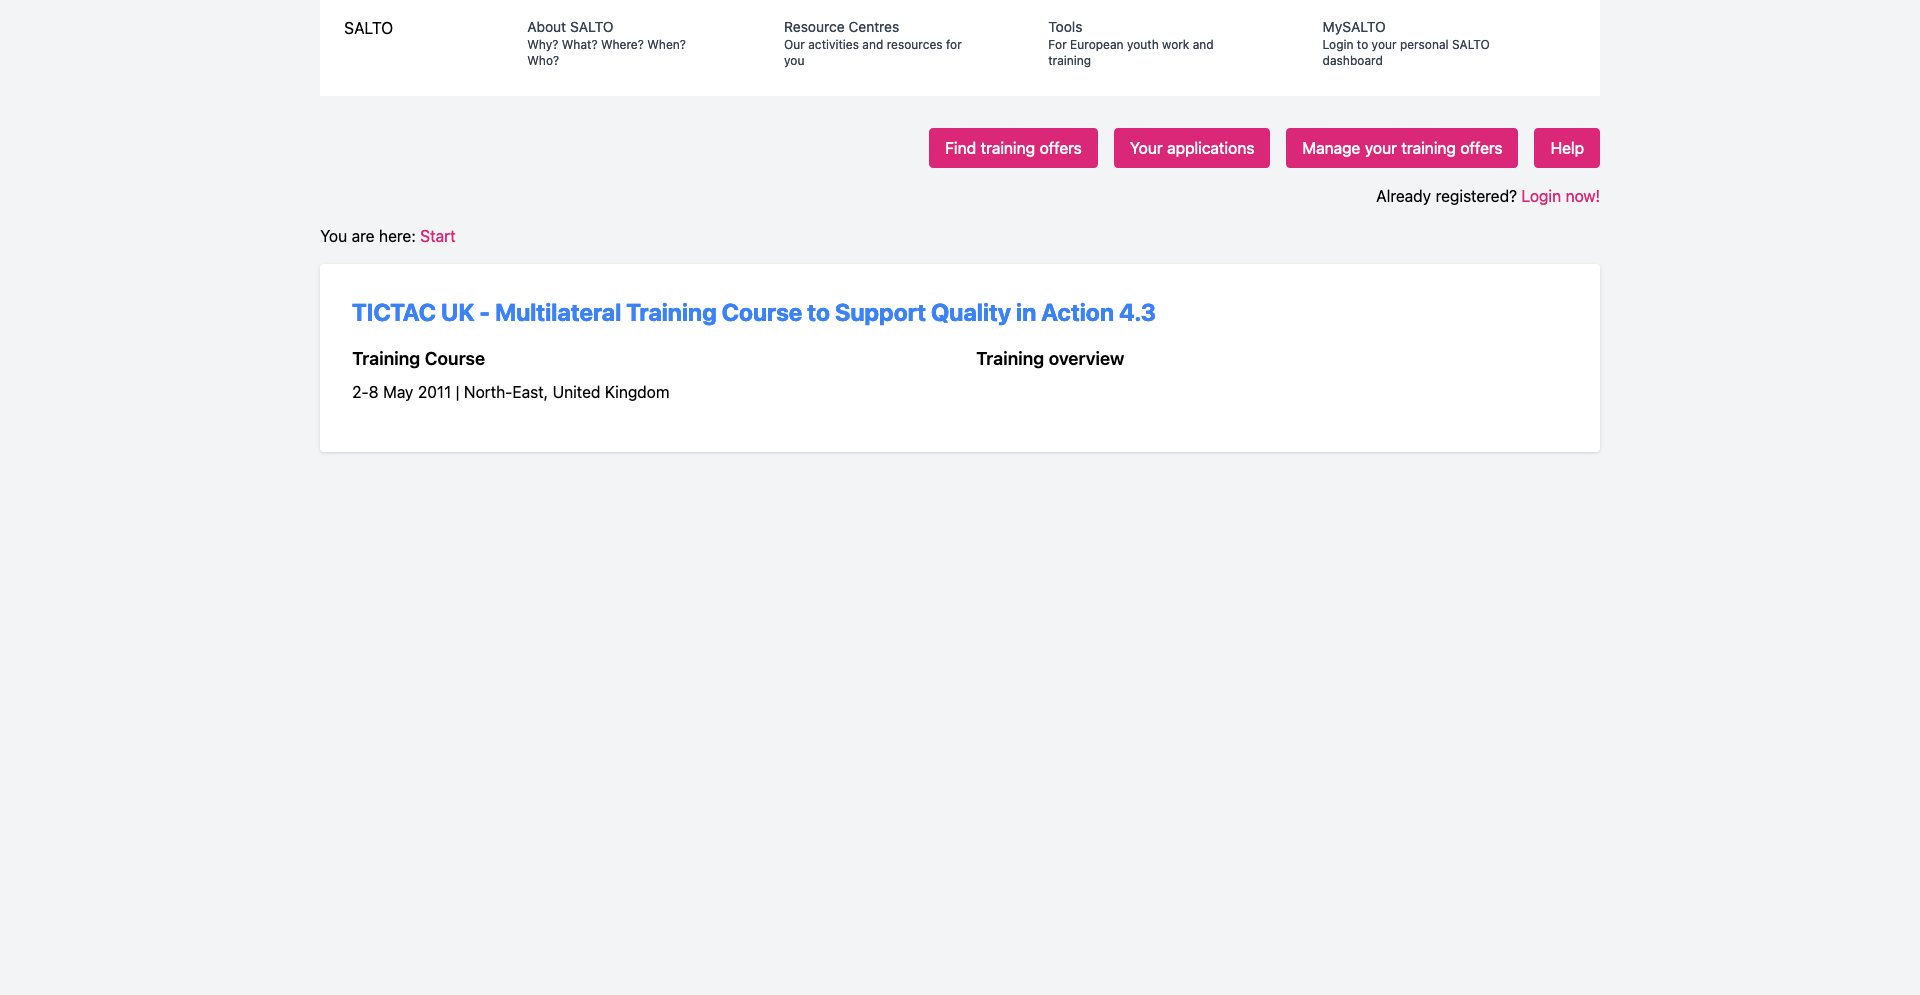 SALTO
About SALTO
Why? What? Where? When?
Who?
Resource Centres
Our activities and resources for
you
Tools
For European youth work and
training
MySALTO
Login to your personal SALTO
dashboard
Find training offers
Your applications
Manage your training offers
Help
Already registered? Login now!
You are here: Start
TICTAC UK - Multilateral Training Course to Support Quality in Action 4.3
Training Course
2-8 May 2011 | North-East, United Kingdom
Training overview